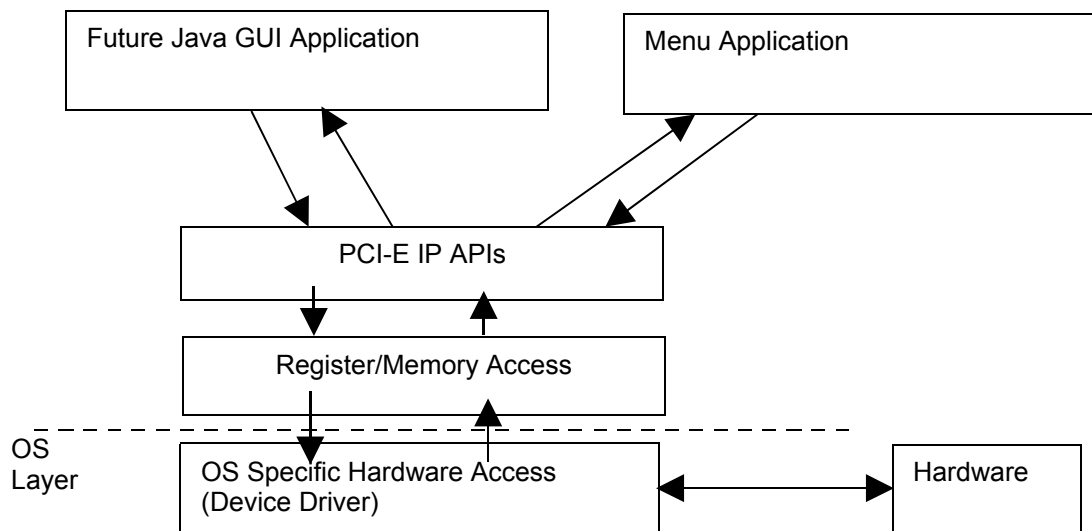 Future Java GUI Application
Menu Application
PCI-E IP APIs
Register/Memory Access
OS
Layer
OS Specific Hardware Access
(Device Driver)
Hardware